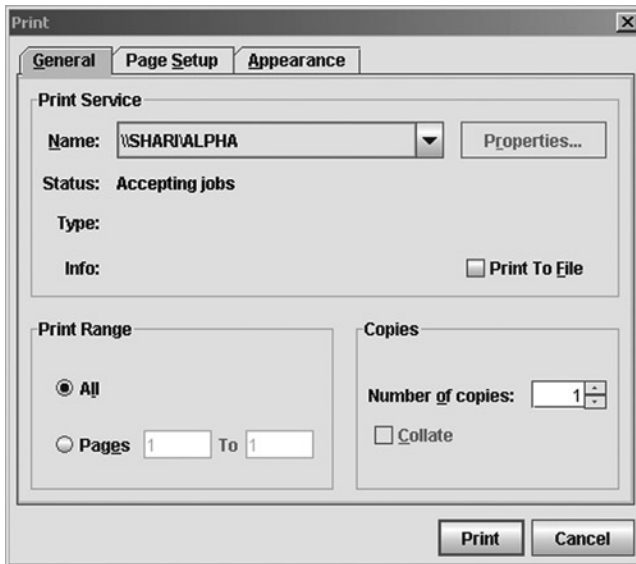 Print
General Page Setup Appearance
Print Service
Name: \\SHARI\ALPHA Properties...
Status: Accepting jobs
Type:
Info: Print To File
Print Range Copies
All
Number of copies: 1
Pages 1 To 1 Collate
Print Cancel